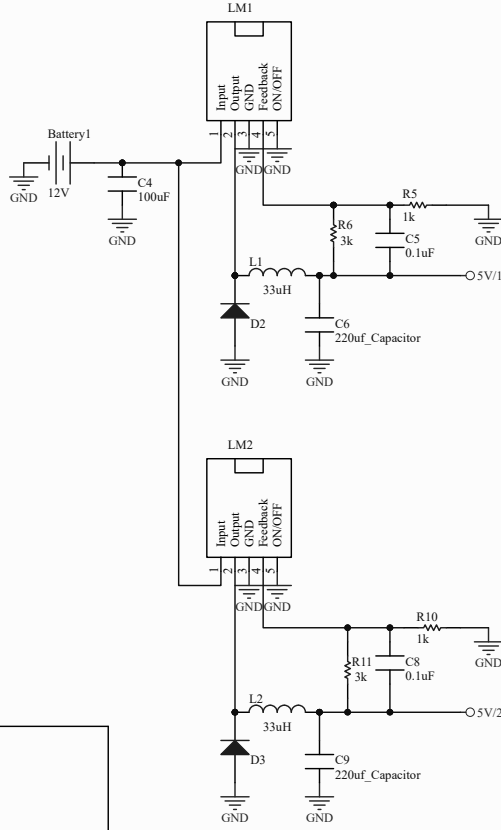 LM1
Input
Output
GND
Feedback
ON/OFF
1
2
3
4
5
GND
GND
Battery1
12V
GND
C4
100uF
GND
R5
1k
GND
R6
3k
C5
0.1uF
L1
33uH
5V/1
D2
GND
C6
220uf_Capacitor
GND
LM2
Input
Output
GND
Feedback
ON/OFF
1
2
3
4
5
GND
GND
R10
1k
GND
R11
3k
C8
0.1uF
L2
33uH
5V/2
D3
GND
C9
220uf_Capacitor
GND